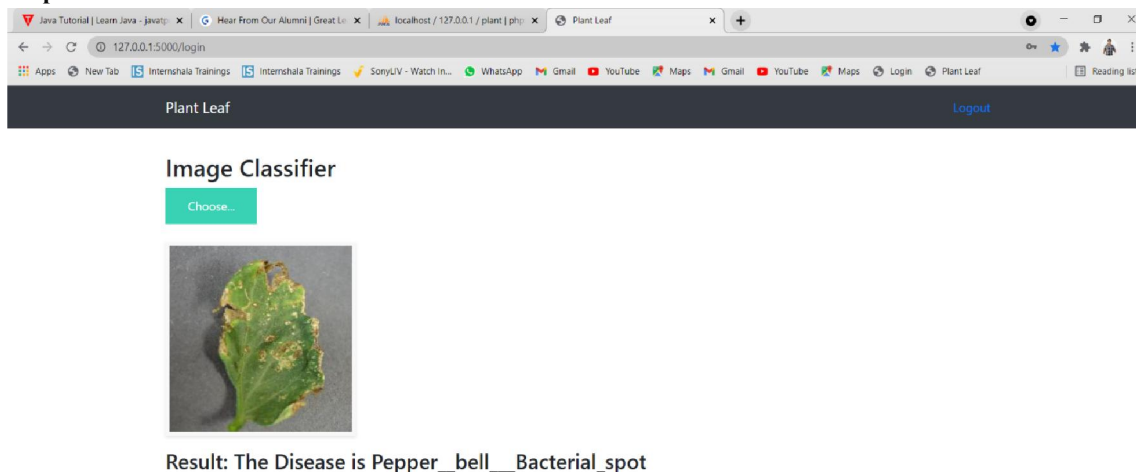 Java Tutorial | Learn Java - javatp
Hear From Our Alumni | Great Le
localhost / 127.0.0.1 / plant | php
Plant Leaf
127.0.0.1:5000/login
Apps New Tab Internshala Trainings Internshala Trainings SonyLIV - Watch In... WhatsApp Gmail YouTube Maps Gmail YouTube Maps Login Plant Leaf Reading lis
Plant Leaf Logout
Image Classifier
Choose...
Result: The Disease is Pepper__bell___Bacterial_spot